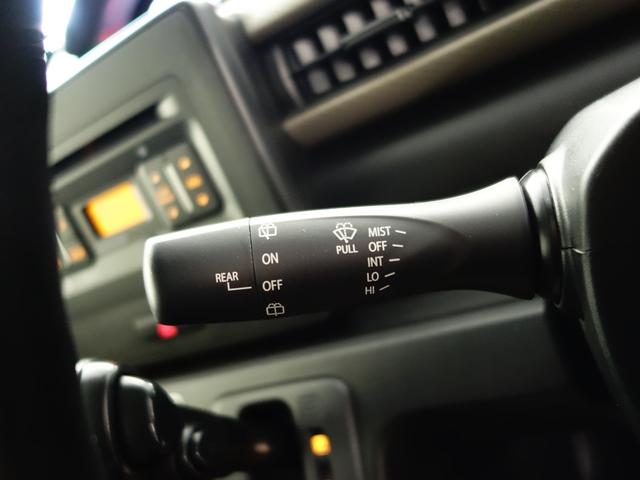 REAR
ON
OFF
PULL
MIST
OFF
INT
LO
HI